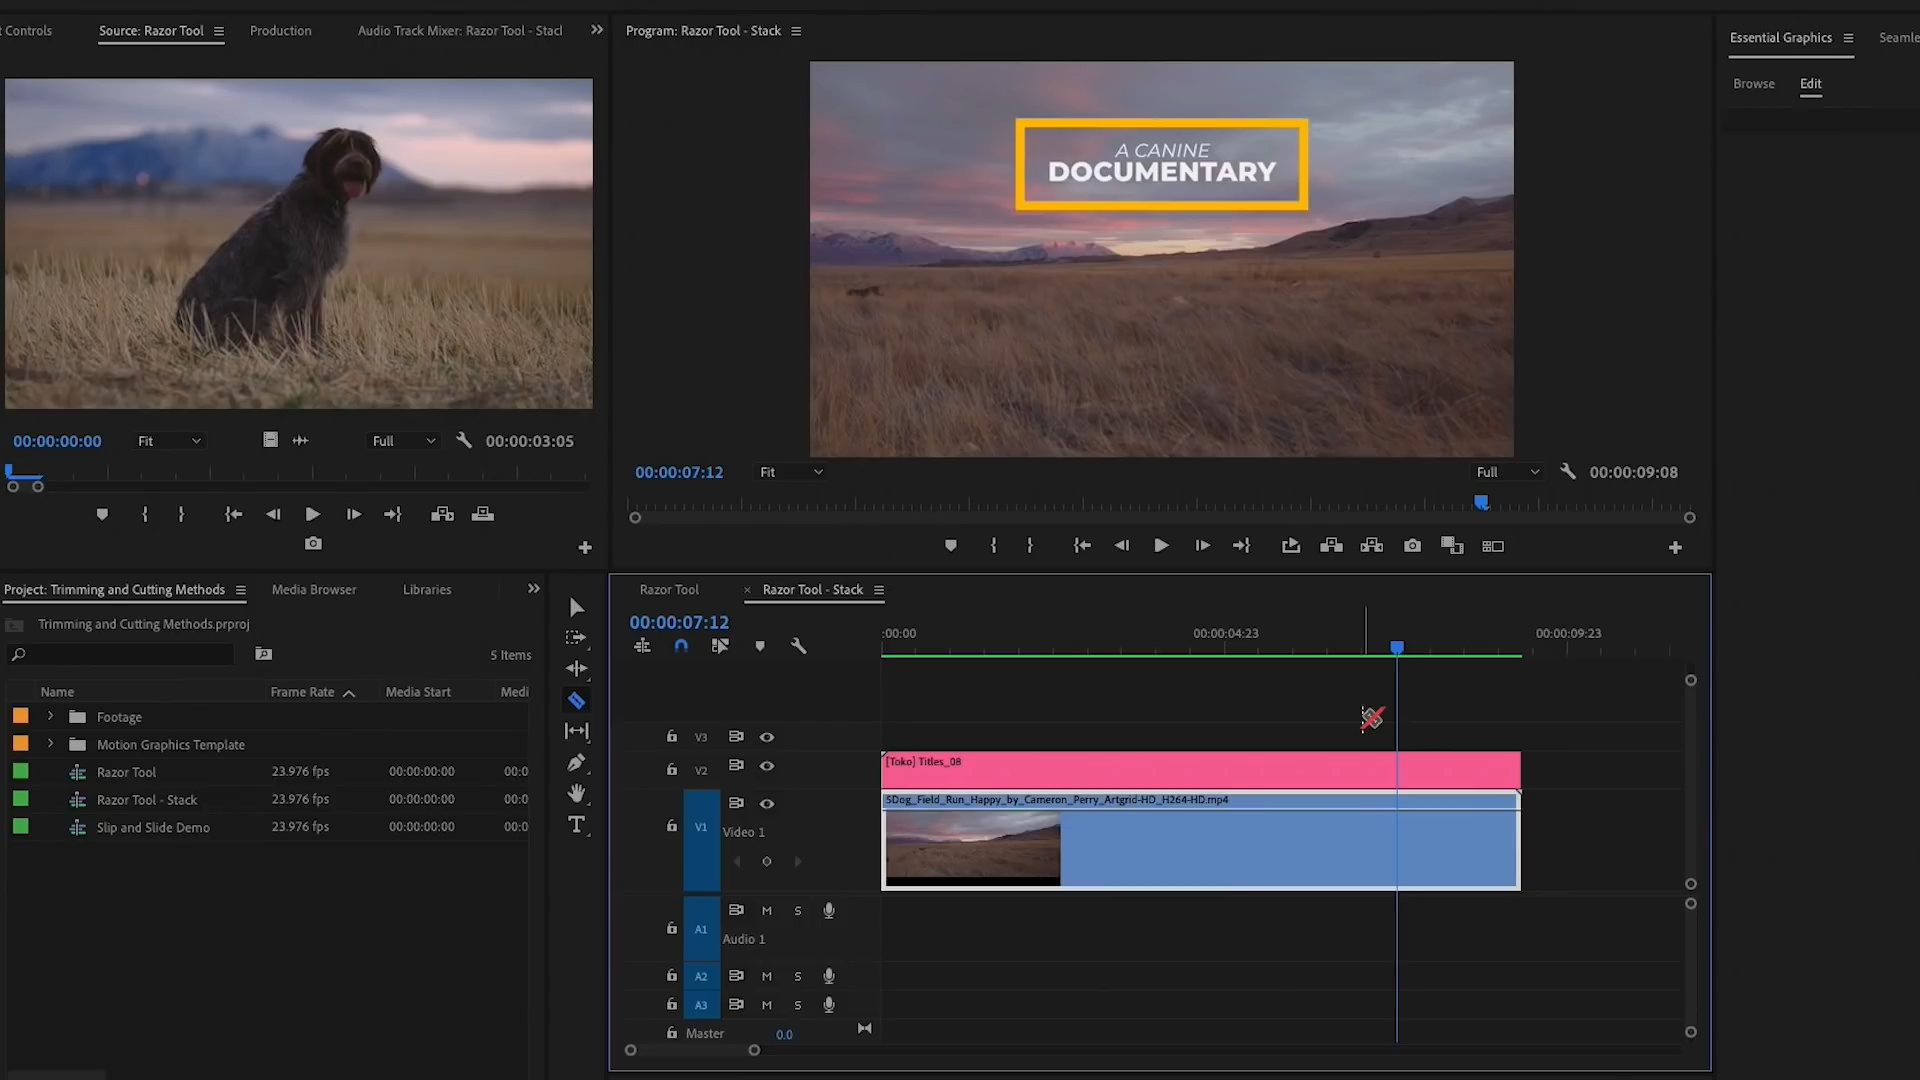 t Controls
Source: Razor Tool
Production
Audio Track Mixer: Razor Tool - Stacl
Program: Razor Tool - Stack
Essential Graphics
Seamle
Browse
Edit
A CANINE
DOCUMENTARY
00:00:00:00
Fit
Full
00:00:03:05
00:00:07:12
Fit
Full
00:00:09:08
Project: Trimming and Cutting Methods
Media Browser
Libraries
Trimming and Cutting Methods.prproj
5 Items
Name
Frame Rate
Media Start
Medi
Footage
Motion Graphics Template
Razor Tool
23.976 fps
00:00:00:00
00:0
Razor Tool - Stack
23.976 fps
00:00:00:00
00:0
Slip and Slide Demo
23.976 fps
00:00:00:00
00:0
Razor Tool
Razor Tool - Stack
00:00:07:12
:00:00
00:00:04:23
00:00:09:23
V3
V2
[Toko] Titles_08
V1
Video 1
5Dog_Field_Run_Happy_by_Cameron_Perry_Artgrid-HD_H264-HD.mp4
A1
M
S
Audio 1
A2
M
S
A3
M
S
Master
0.0